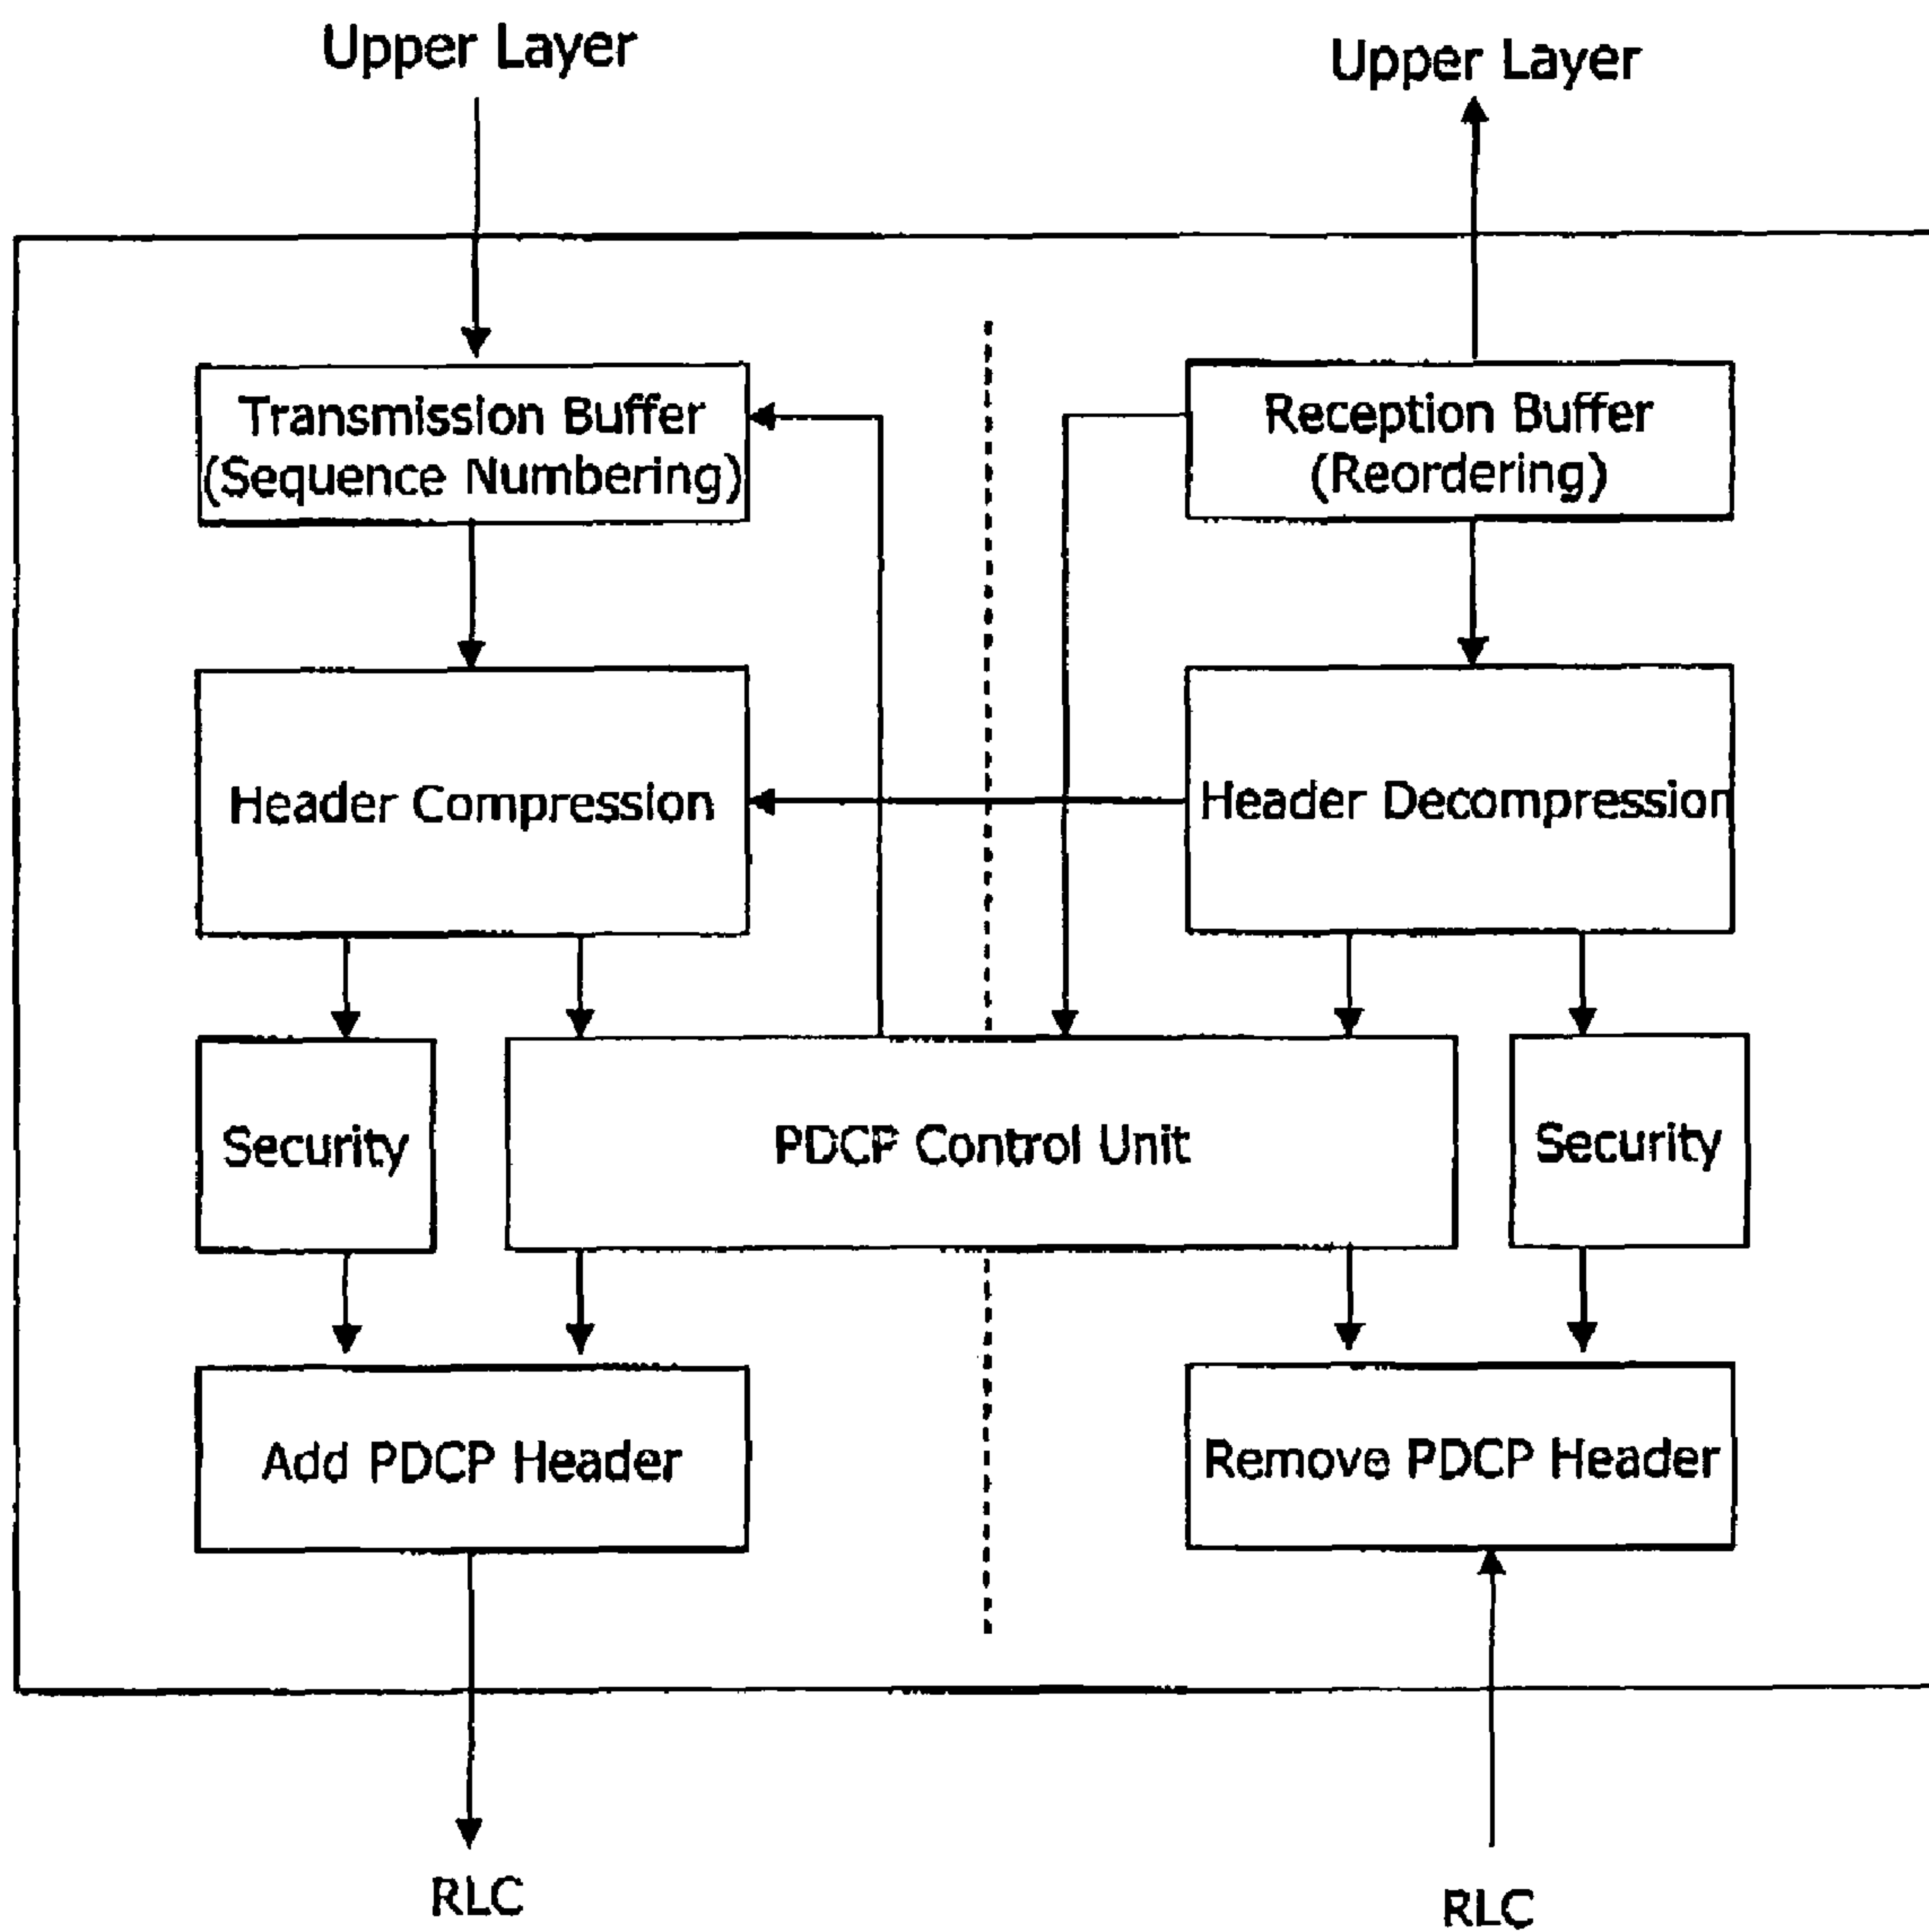 Upper Layer
Upper Layer
Transmission Buffer
(Sequence Numbering)
Reception Buffer
(Reordering)
Header Compression
Header Decompression
Security
PDCP Control Unit
Security
Add PDCP Header
Remove PDCP Header
RLC
RLC